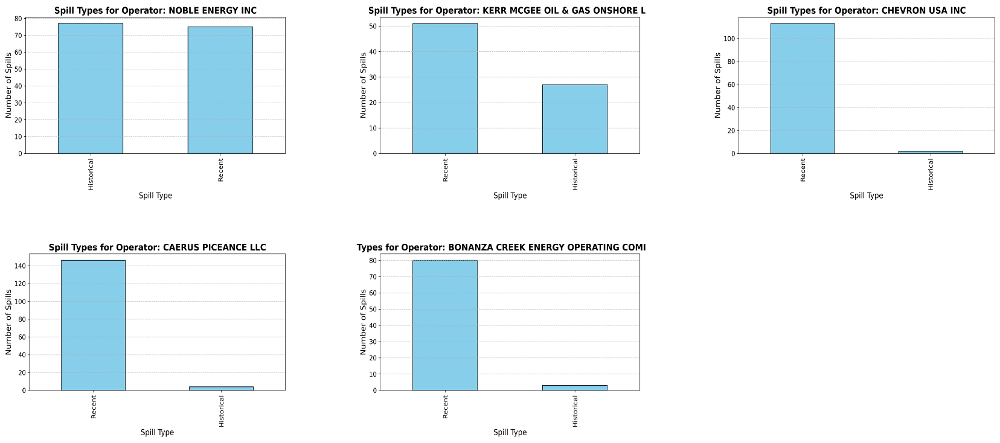 Spill Types for Operator: NOBLE ENERGY INC
80
70
60
50
40
30
20
10
0
Number of Spills
Historical
Recent
Spill Type
Spill Types for Operator: KERR MCGEE OIL & GAS ONSHORE L
50
40
30
20
10
0
Number of Spills
Recent
Historical
Spill Type
Spill Types for Operator: CHEVRON USA INC
100
80
60
40
20
0
Number of Spills
Recent
Historical
Spill Type
Spill Types for Operator: CAERUS PICEANCE LLC
140
120
100
80
60
40
20
0
Number of Spills
Recent
Historical
Spill Type
Types for Operator: BONANZA CREEK ENERGY OPERATING COM
80
70
60
50
40
30
20
10
0
Number of Spills
Recent
Historical
Spill Type